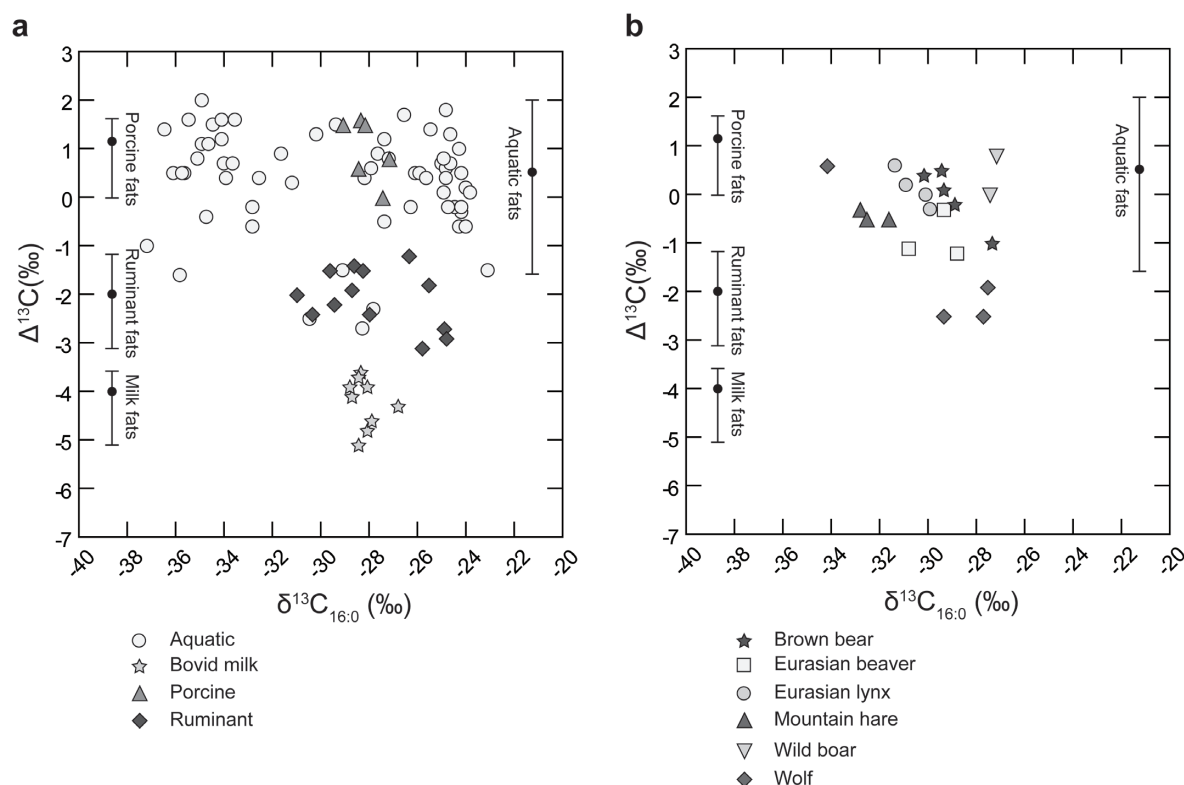 a
3
2
1
0
-1
-2
-3
-4
-5
-6
-7
Δ13C(‰)
Porcine fats
Ruminant fats
Milk fats
Aquatic fats
-40
-38
-36
-34
-32
-30
-28
-26
-24
-22
-20
δ13C16:0 (‰)
Aquatic
Bovid milk
Porcine
Ruminant
b
3
2
1
0
-1
-2
-3
-4
-5
-6
-7
Δ13C(‰)
Porcine fats
Ruminant fats
Milk fats
Aquatic fats
-40
-38
-36
-34
-32
-30
-28
-26
-24
-22
-20
δ13C16:0 (‰)
Brown bear
Eurasian beaver
Eurasian lynx
Mountain hare
Wild boar
Wolf